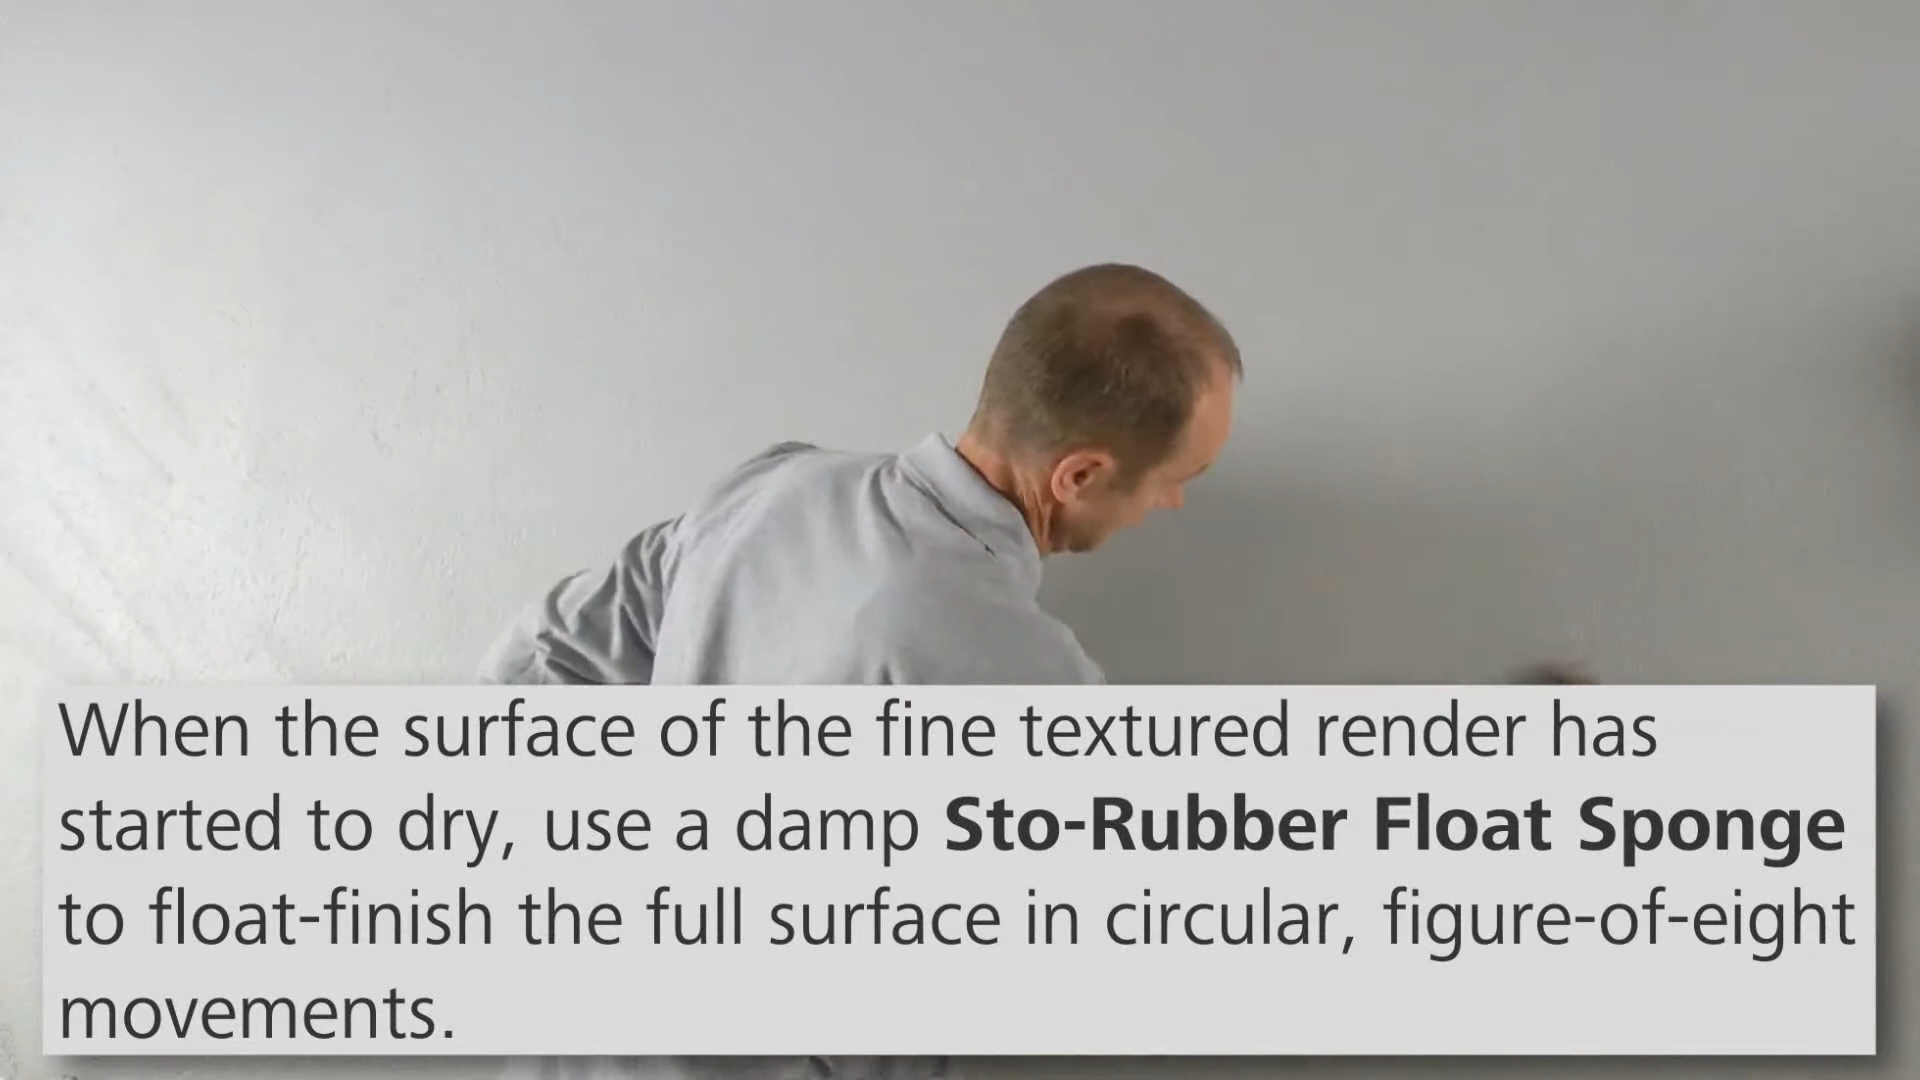 When the surface of the fine textured render has
started to dry, use a damp Sto-Rubber Float Sponge
to float-finish the full surface in circular, figure-of-eight
movements.